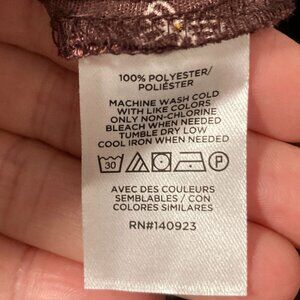 100% POLYESTER/
POLIÉSTER
MACHINE WASH COLD
WITH LIKE COLORS
ONLY NON-CHLORINE
BLEACH WHEN NEEDED
TUMBLE DRY LOW
COOL IRON WHEN NEEDED
30 P
AVEC DES COULEURS
SEMBLABLES / CON
COLORES SIMILARES
RN#140923